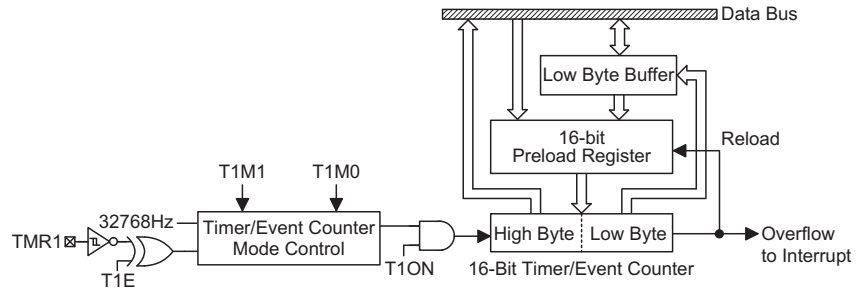 Data Bus
Low Byte Buffer
16-bit
Preload Register
Reload
T1M1
T1M0
32768Hz
Timer/Event Counter
Mode Control
TMR1
T1E
T1ON
High Byte
Low Byte
Overflow
to Interrupt
16-Bit Timer/Event Counter